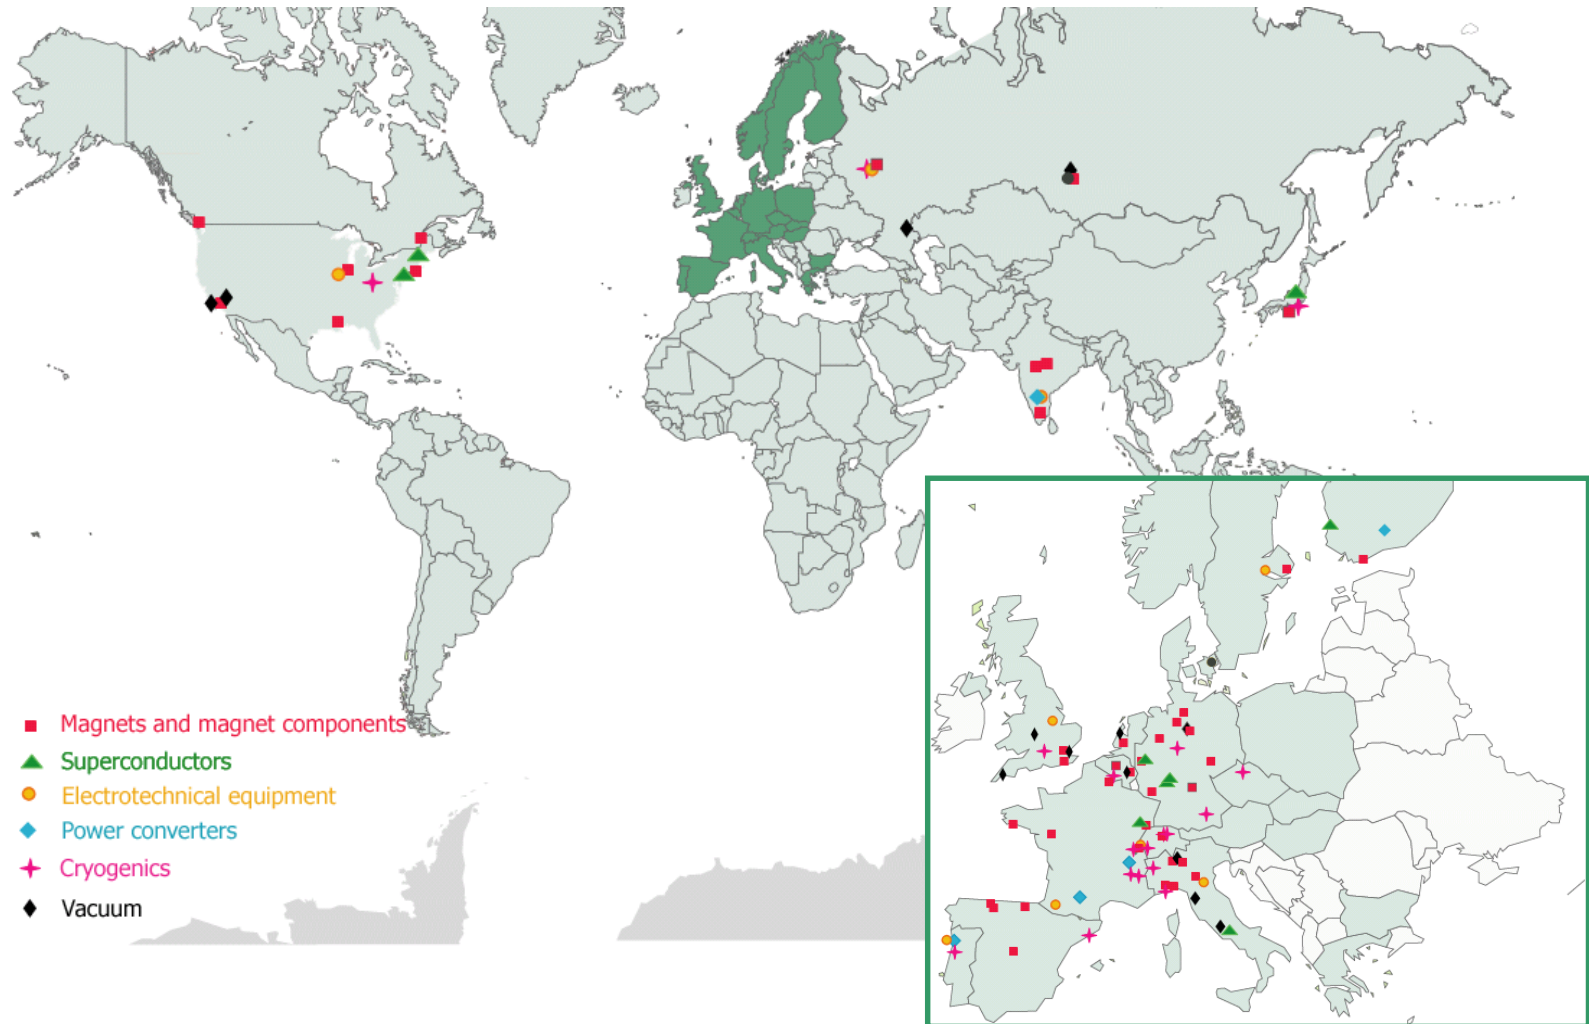 Magnets and magnet components
Superconductors
Electrotechnical equipment
Power converters
Cryogenics
Vacuum